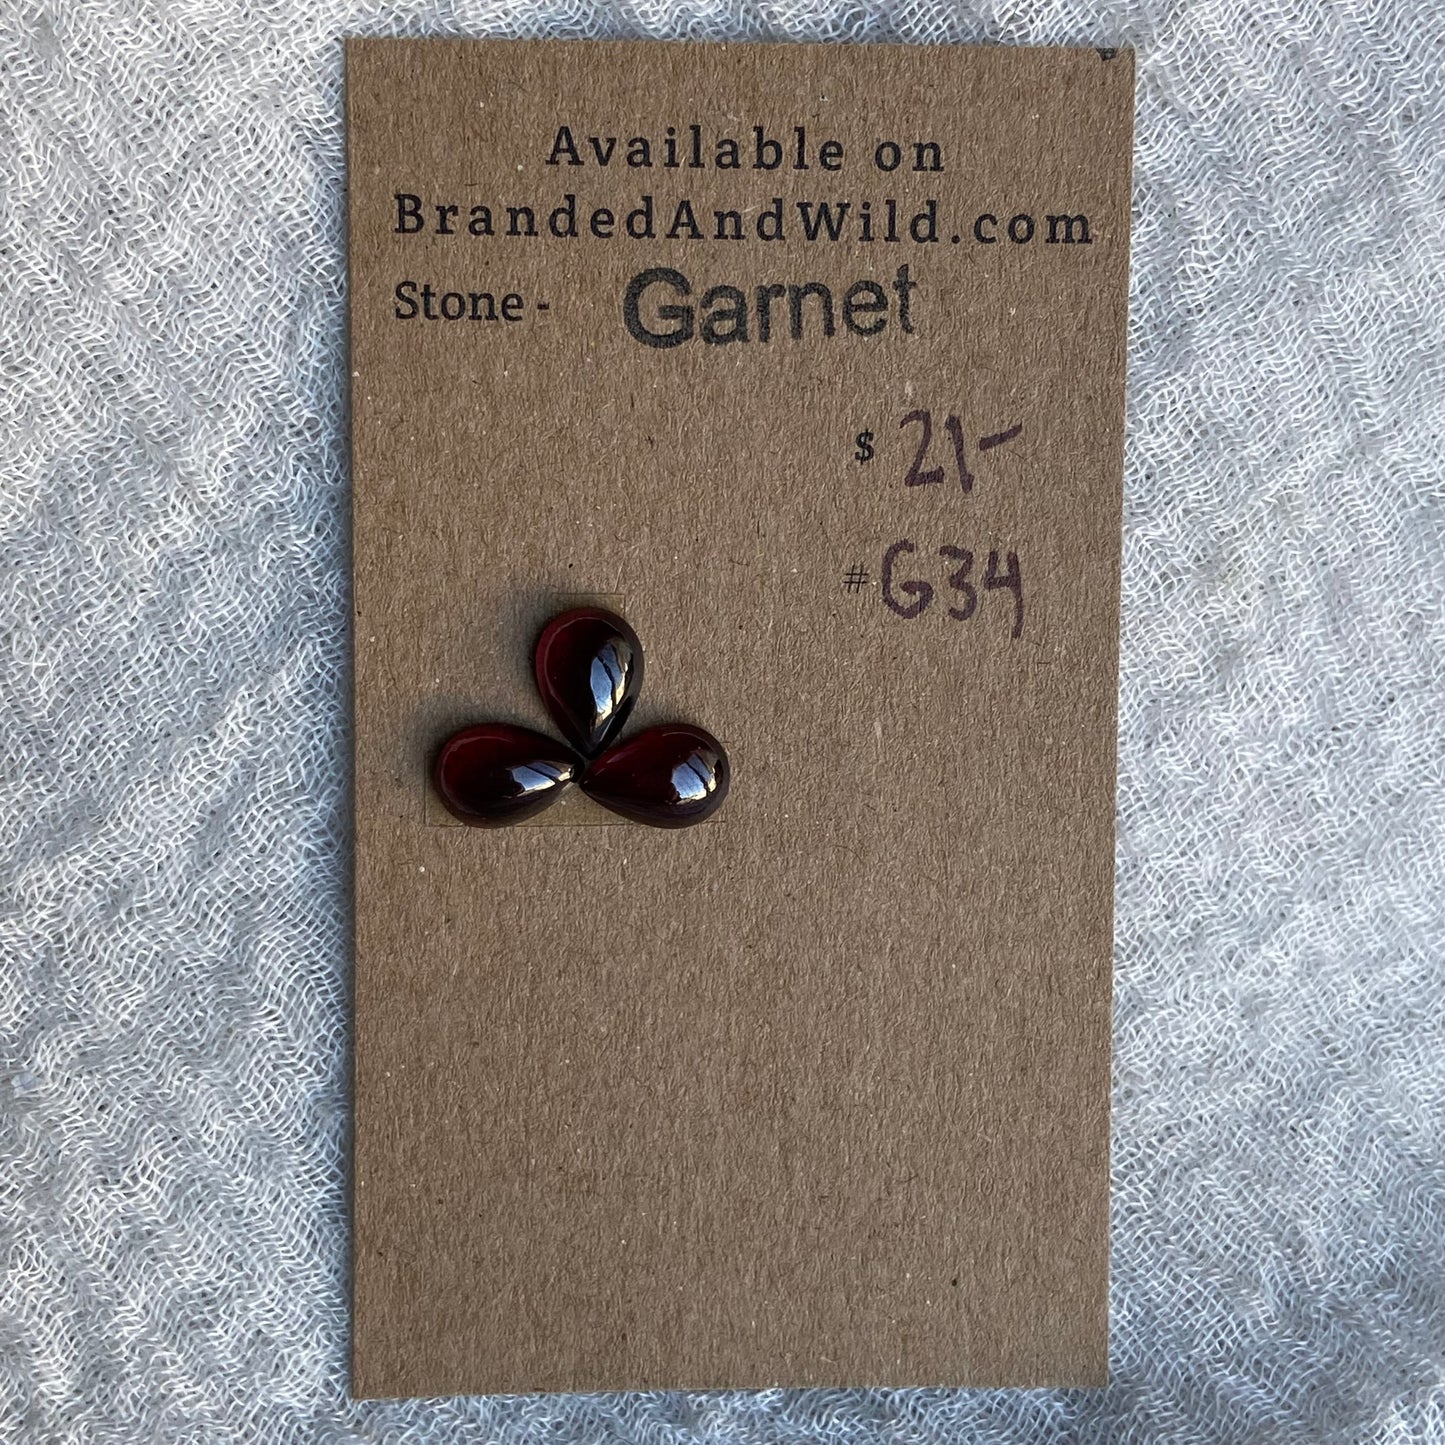 Available on
BrandedAndWild.com
Stone - Garnet
$ 21-
# G34